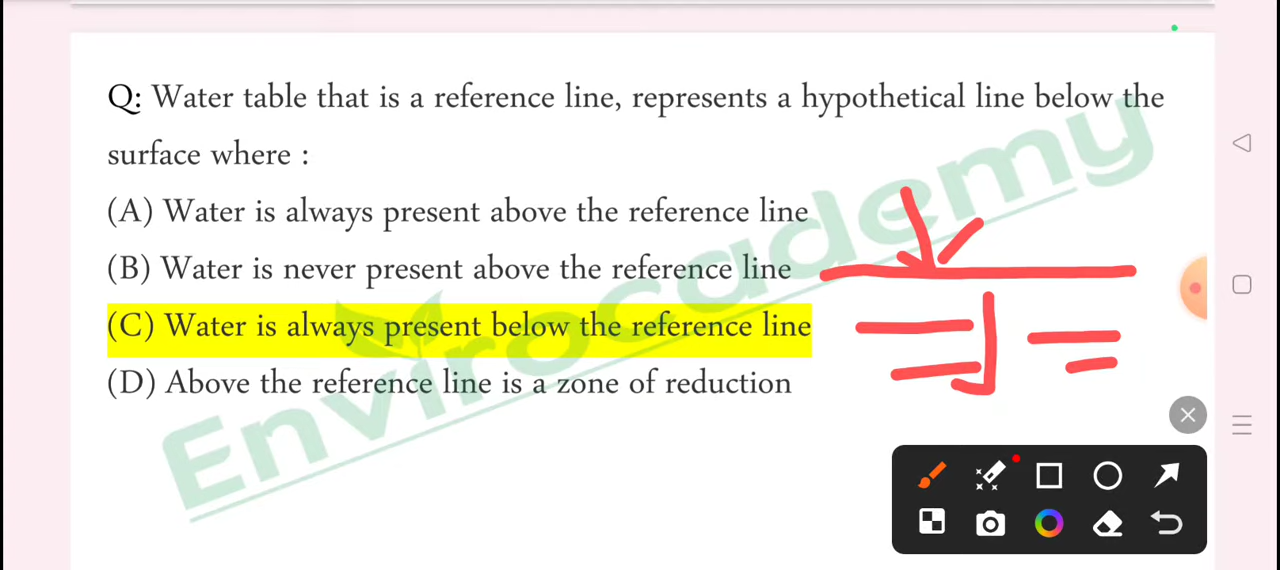 Q: Water table that is a reference line, represents a hypothetical line below the
surface where :
(A) Water is always present above the reference line
(B) Water is never present above the reference line
(C) Water is always present below the reference line
(D) Above the reference line is a zone of reduction
Envirocademy